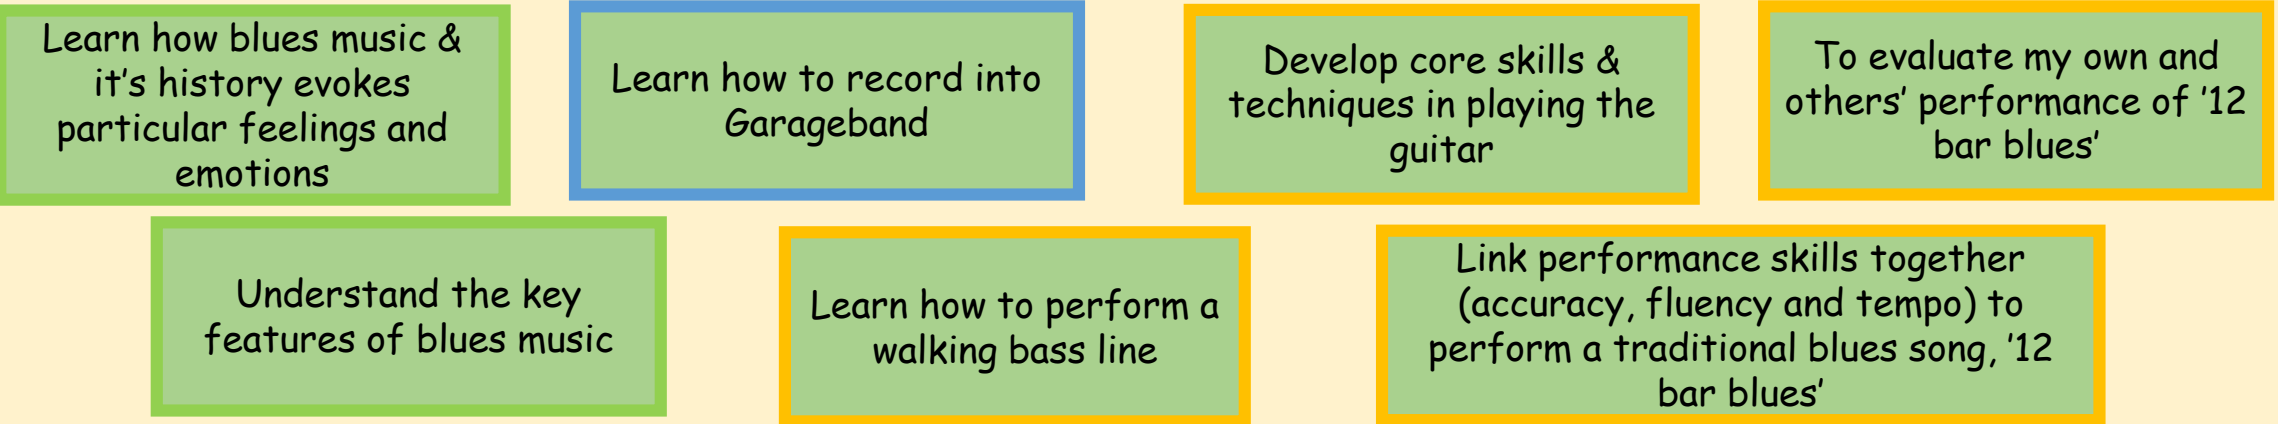 Learn how blues music &
it's history evokes
particular feelings and
emotions
Learn how to record into
Garageband
Develop core skills &
techniques in playing the
guitar
To evaluate my own and
others' performance of '12
bar blues'
Understand the key
features of blues music
Learn how to perform a
walking bass line
Link performance skills together
(accuracy, fluency and tempo) to
perform a traditional blues song, '12
bar blues'